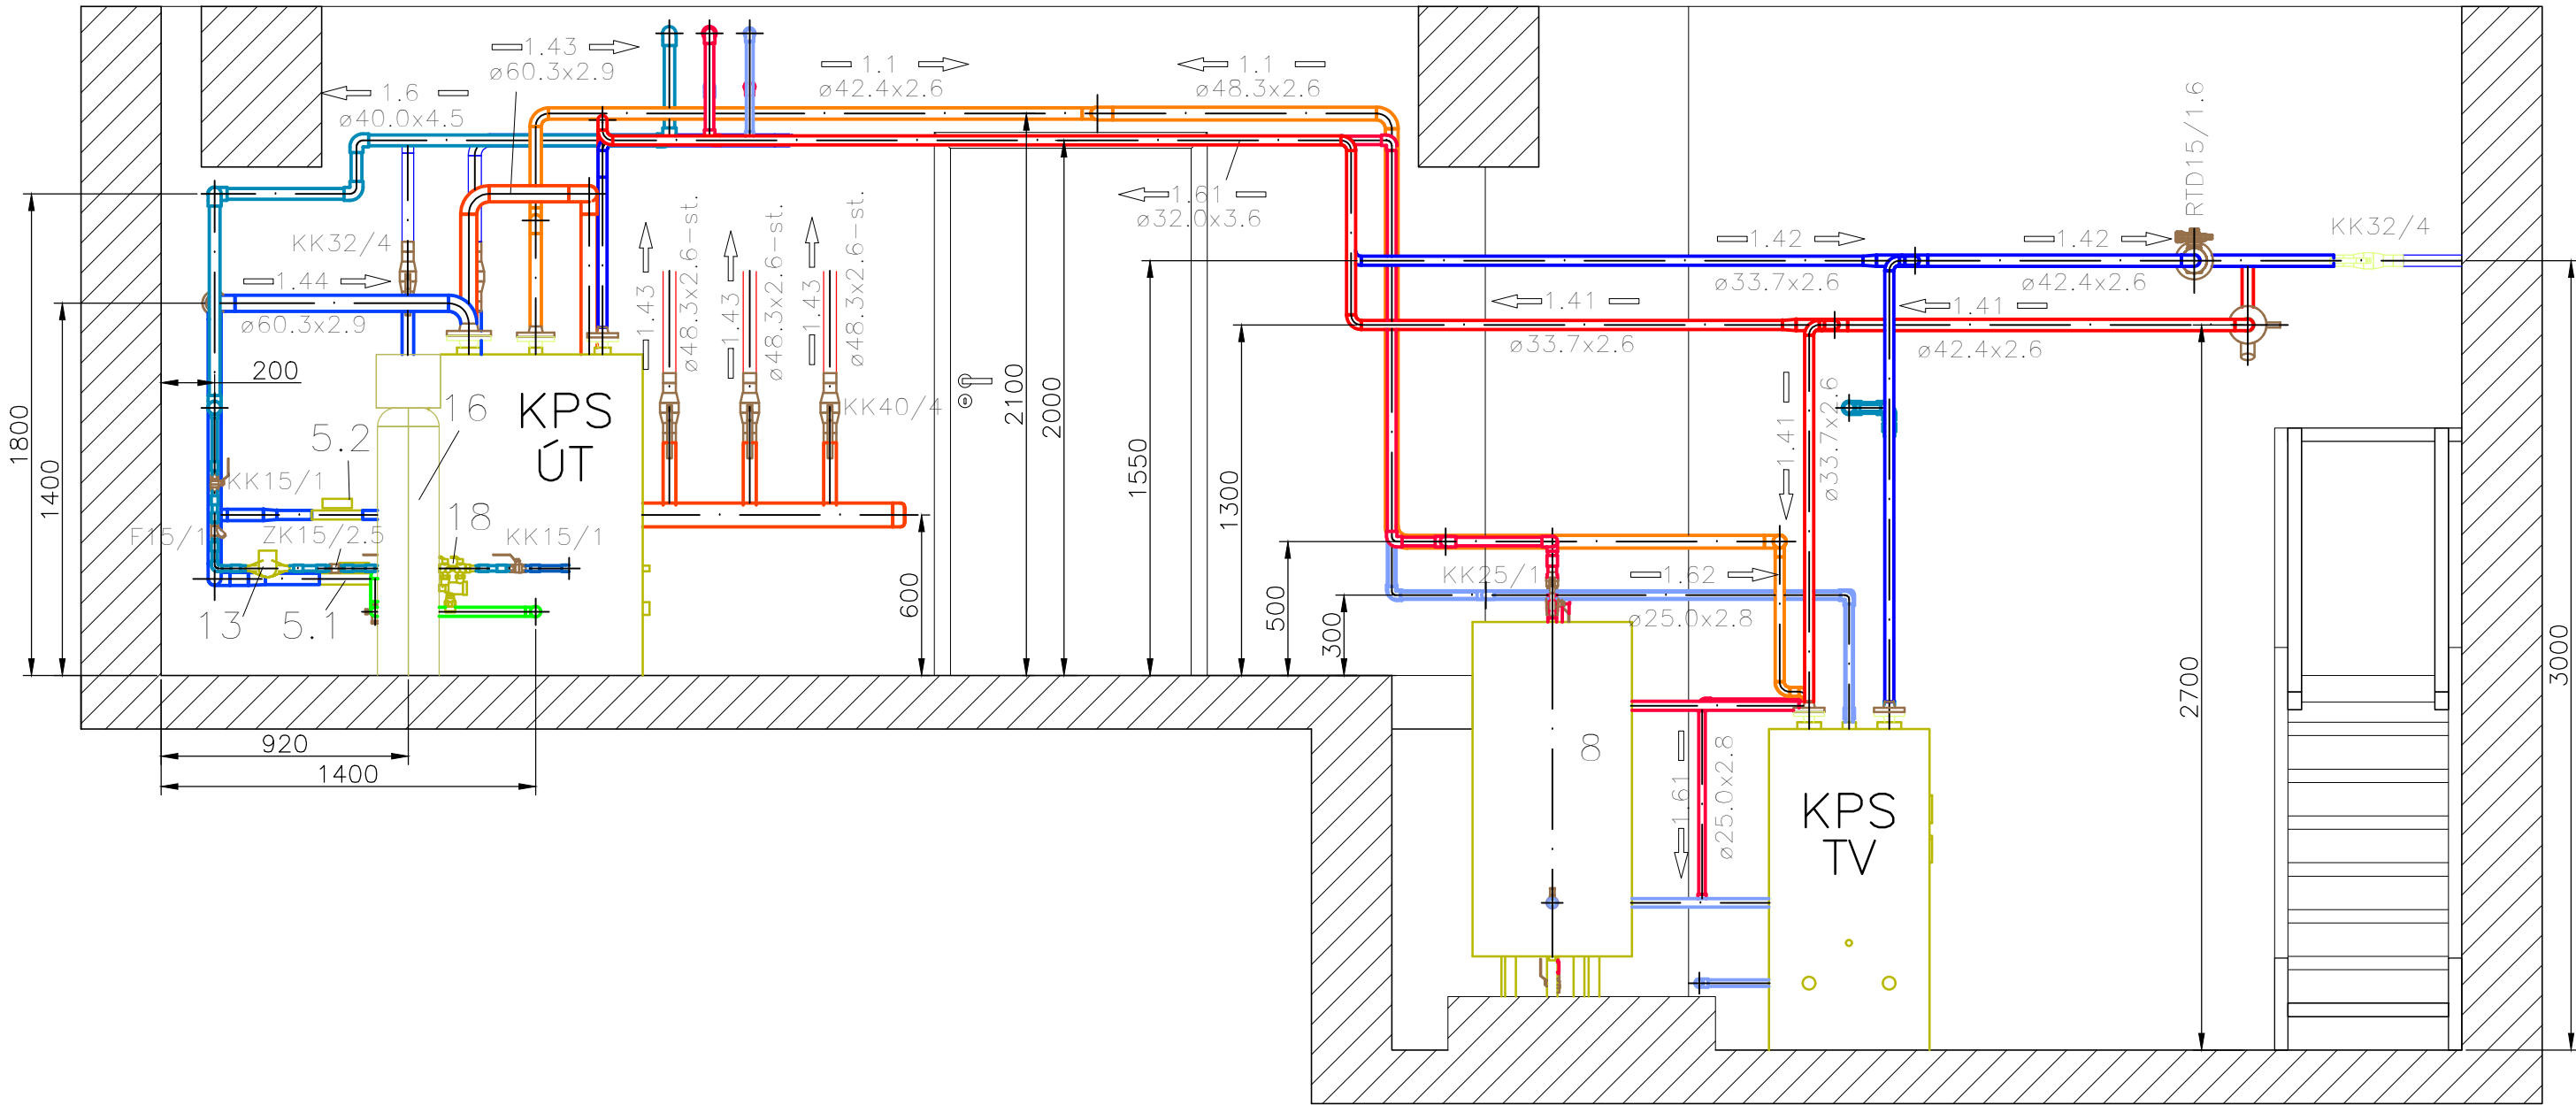 1.43
ø60.3x2.9
1.6
ø40.0x4.5
1.1
ø42.4x2.6
1.1
ø48.3x2.6
RTD15/1.6
KK32/4
1.61
ø32.0x3.6
KK32/4
1.44
ø60.3x2.9
1.43
ø48.3x2.6-st.
1.43
ø48.3x2.6-st.
1.43
ø48.3x2.6-st.
1.42
ø33.7x2.6
1.42
ø42.4x2.6
1.41
ø33.7x2.6
1.41
ø42.4x2.6
200
16
KPS
ÚT
KK40/4
2100
2000
1550
1300
1.41
ø33.7x2.6
1800
1400
5.2
KK15/1
F15/1
ZK15/2.5
18
KK15/1
13
5.1
600
500
300
KK25/1
1.62
ø25.0x2.8
2700
3000
920
1400
8
1.61
ø25.0x2.8
KPS
TV